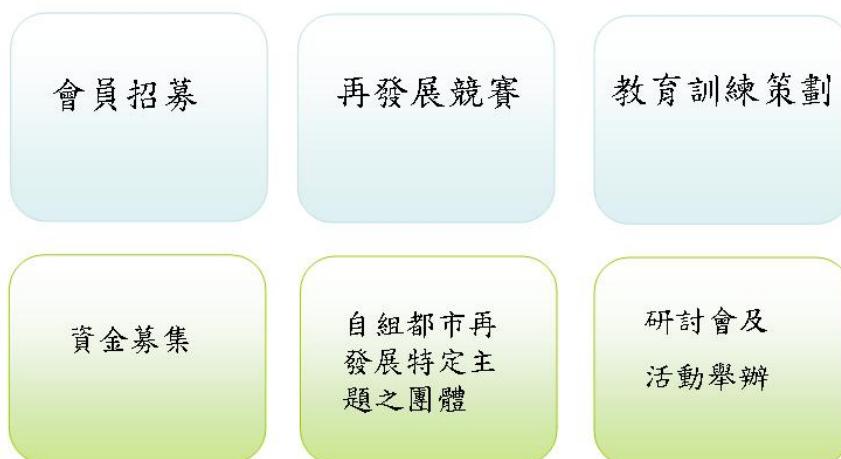 會員招募
再發展競賽
教育訓練策劃
資金募集
自組都市再
發展特定主
題之團體
研討會及
活動舉辦